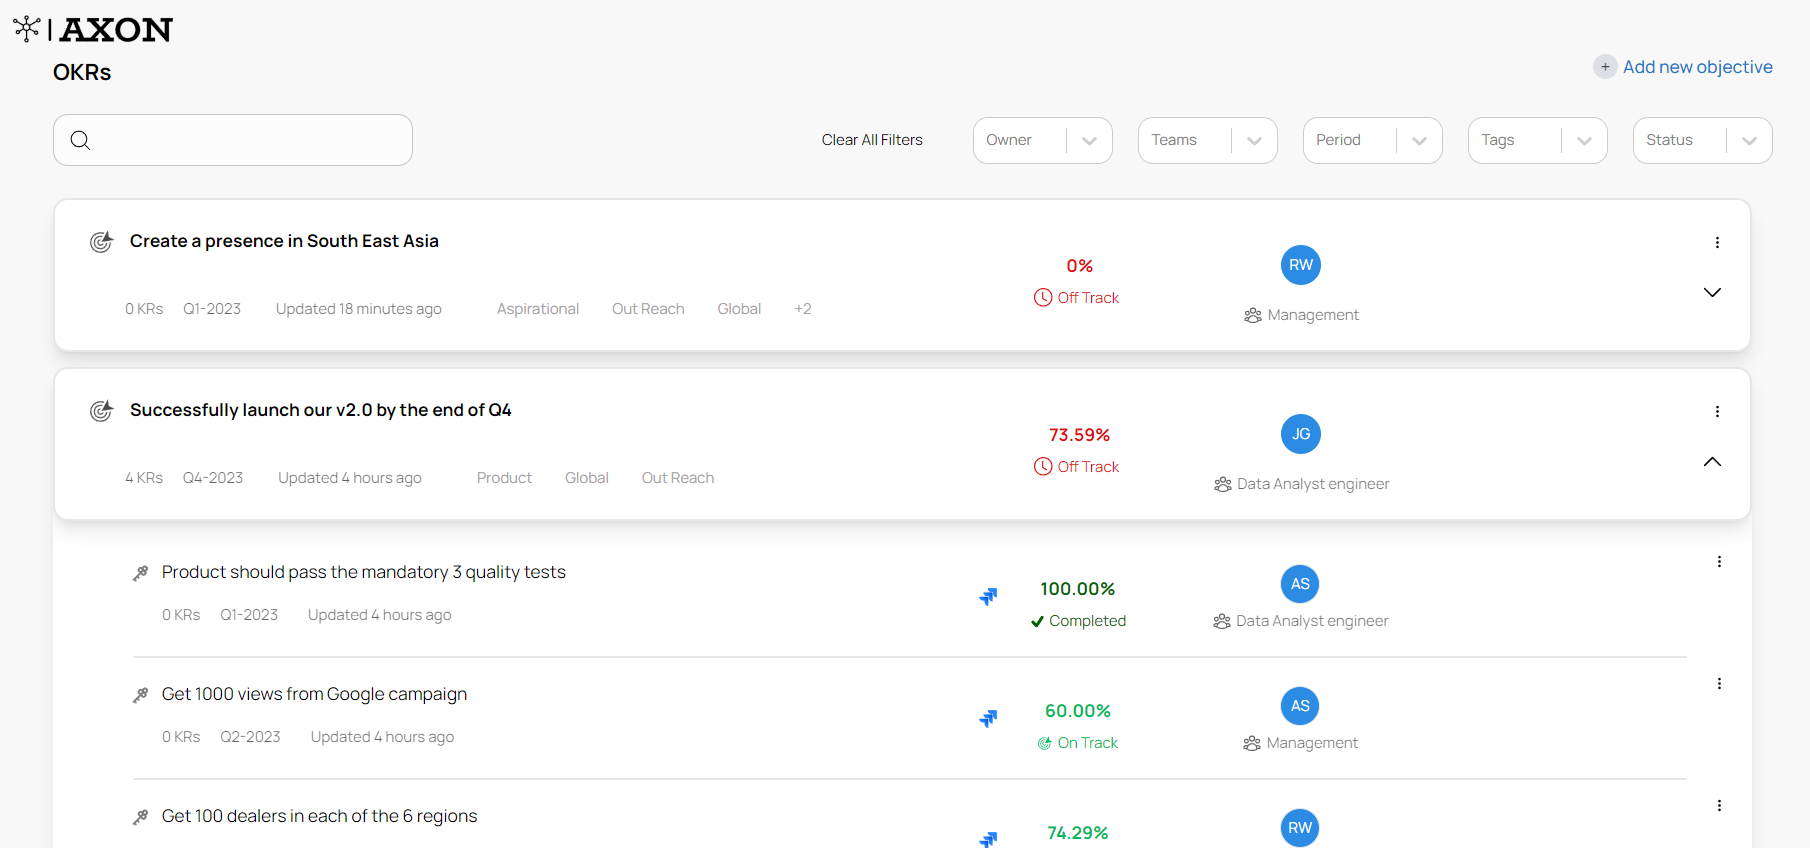 AXON
OKRs
+ Add new objective
Clear All Filters
Owner
Teams
Period
Tags
Status
Create a presence in South East Asia
0%
Off Track
RW
Management
0 KRs Q1-2023 Updated 18 minutes ago Aspirational Out Reach Global +2
Successfully launch our v2.0 by the end of Q4
73.59%
Off Track
JG
Data Analyst engineer
4 KRs Q4-2023 Updated 4 hours ago Product Global Out Reach
Product should pass the mandatory 3 quality tests
100.00%
Completed
AS
Data Analyst engineer
0 KRs Q1-2023 Updated 4 hours ago
Get 1000 views from Google campaign
60.00%
On Track
AS
Management
0 KRs Q2-2023 Updated 4 hours ago
Get 100 dealers in each of the 6 regions
74.29%
RW